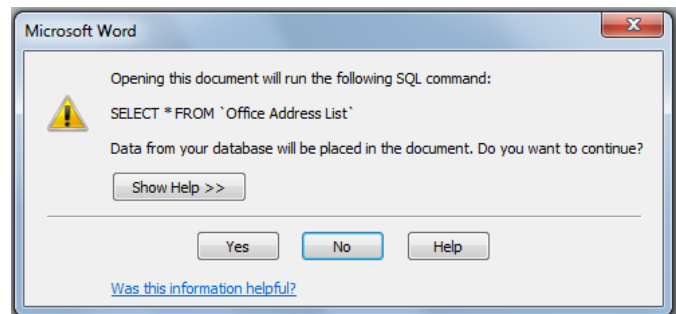 Microsoft Word
Opening this document will run the following SQL command:
SELECT * FROM `Office Address List`
Data from your database will be placed in the document. Do you want to continue?
Show Help >>
Yes No Help
Was this information helpful?